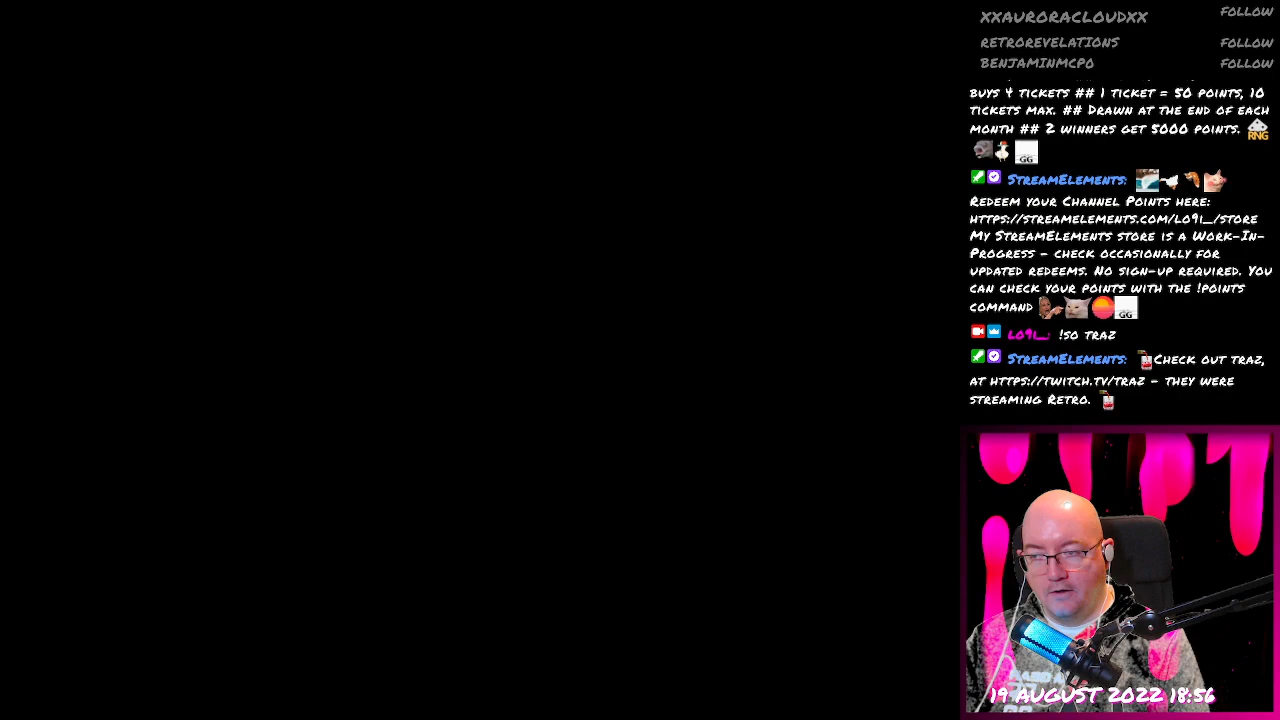 XXAURORACLOUDXX FOLLOW
RETROREVELATIONS FOLLOW
BENJAMINMCPO FOLLOW
BUYS 4 TICKETS ## 1 TICKET = 50 POINTS, 10
TICKETS MAX. ## DRAWN AT THE END OF EACH
MONTH ## 2 WINNERS GET 5000 POINTS. RNG
GG
STREAMELEMENTS:
REDEEM YOUR CHANNEL POINTS HERE:
HTTPS://STREAMELEMENTS.COM/LO9I_/STORE
MY STREAMELEMENTS STORE IS A WORK-IN-
PROGRESS - CHECK OCCASIONALLY FOR
UPDATED REDEEMS. NO SIGN-UP REQUIRED. YOU
CAN CHECK YOUR POINTS WITH THE !POINTS
COMMAND GG
LO9I_: !SO TRAZ
STREAMELEMENTS: CHECK OUT TRAZ,
AT HTTPS://TWITCH.TV/TRAZ - THEY WERE
STREAMING RETRO.
19 AUGUST 2022 18:56